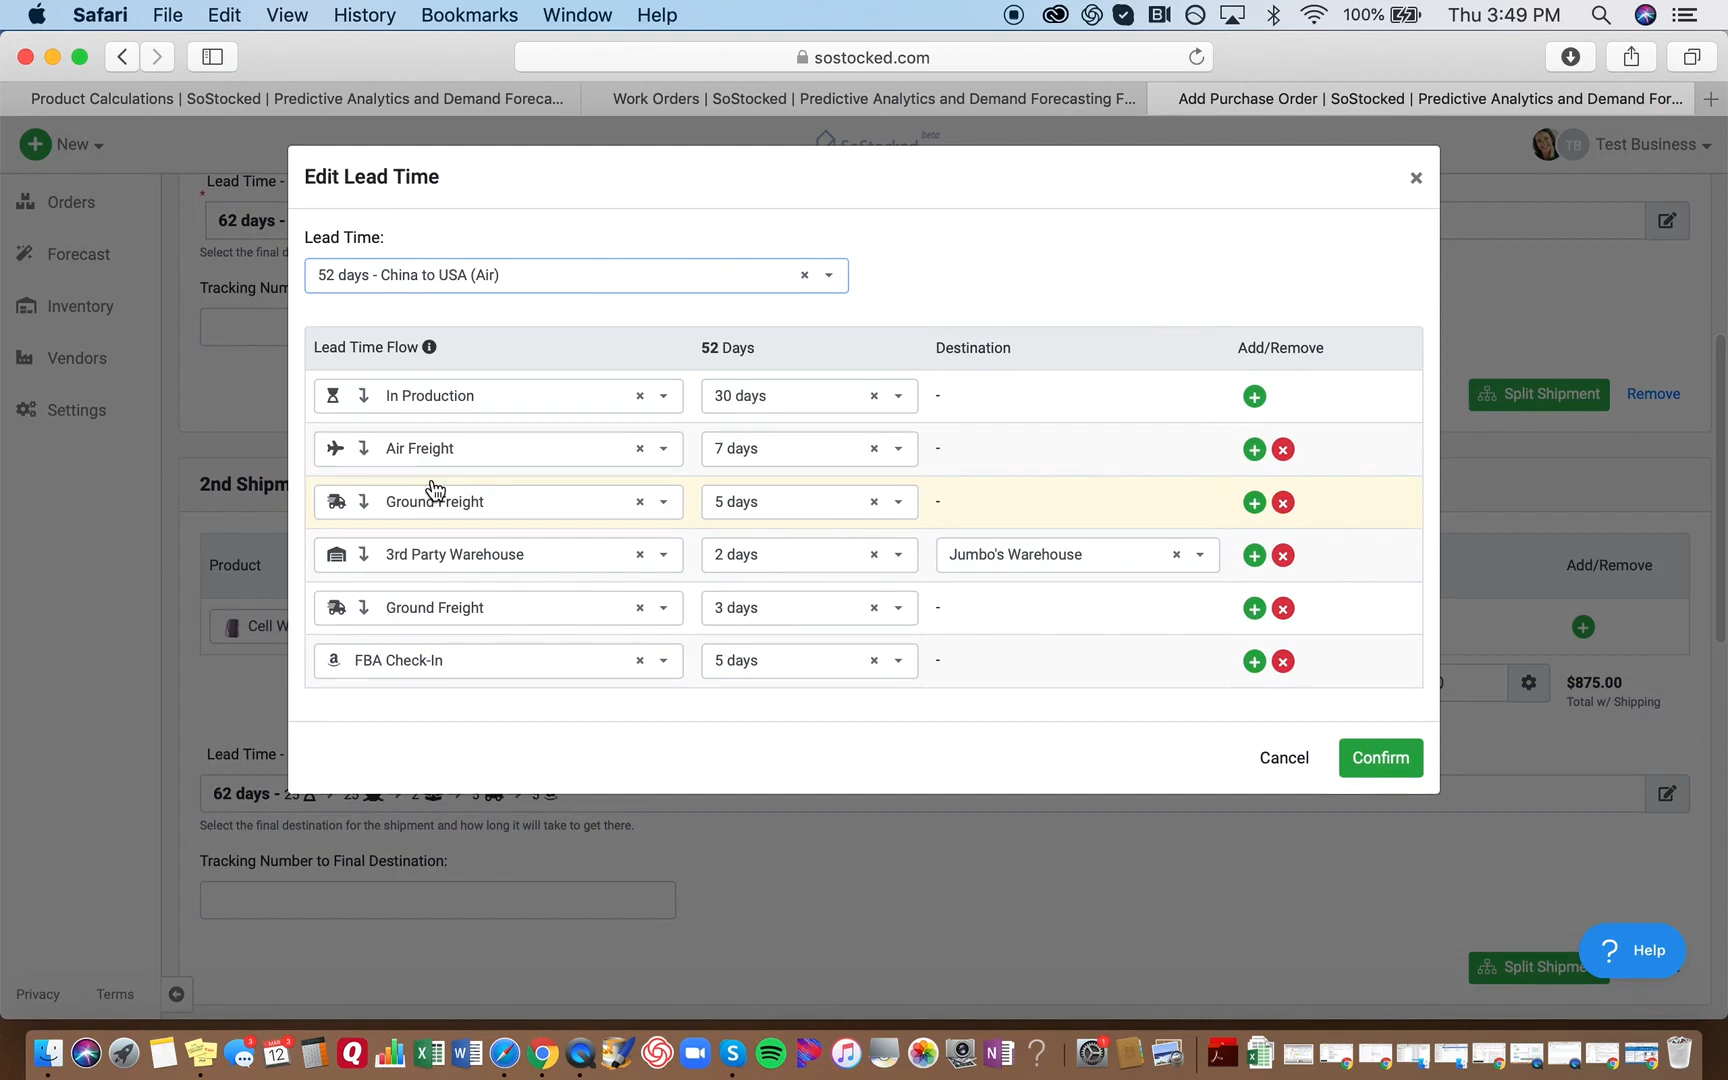 Safari File Edit View History Bookmarks Window Help 100% Thu 3:49 PM
sostocked.com
Product Calculations | SoStocked | Predictive Analytics and Demand Foreca... Work Orders | SoStocked | Predictive Analytics and Demand Forecasting F... Add Purchase Order | SoStocked | Predictive Analytics and Demand For...
New SoStocked beta TB Test Business
Edit Lead Time
Lead Time -
Orders
62 days -
Lead Time:
Select the final d
Forecast
52 days - China to USA (Air)
Tracking Num
Inventory
Lead Time Flow 52 Days Destination Add/Remove
Vendors
In Production 30 days - Split Shipment Remove
Settings
Air Freight 7 days -
2nd Shipm
Ground Freight 5 days -
3rd Party Warehouse 2 days Jumbo's Warehouse
Product Add/Remove
Ground Freight 3 days -
Cell W
FBA Check-In 5 days -
$875.00
Total w/ Shipping
Lead Time -
Cancel Confirm
62 days -
Select the final destination for the shipment and how long it will take to get there.
Tracking Number to Final Destination:
Help
Split Shipme
Privacy Terms